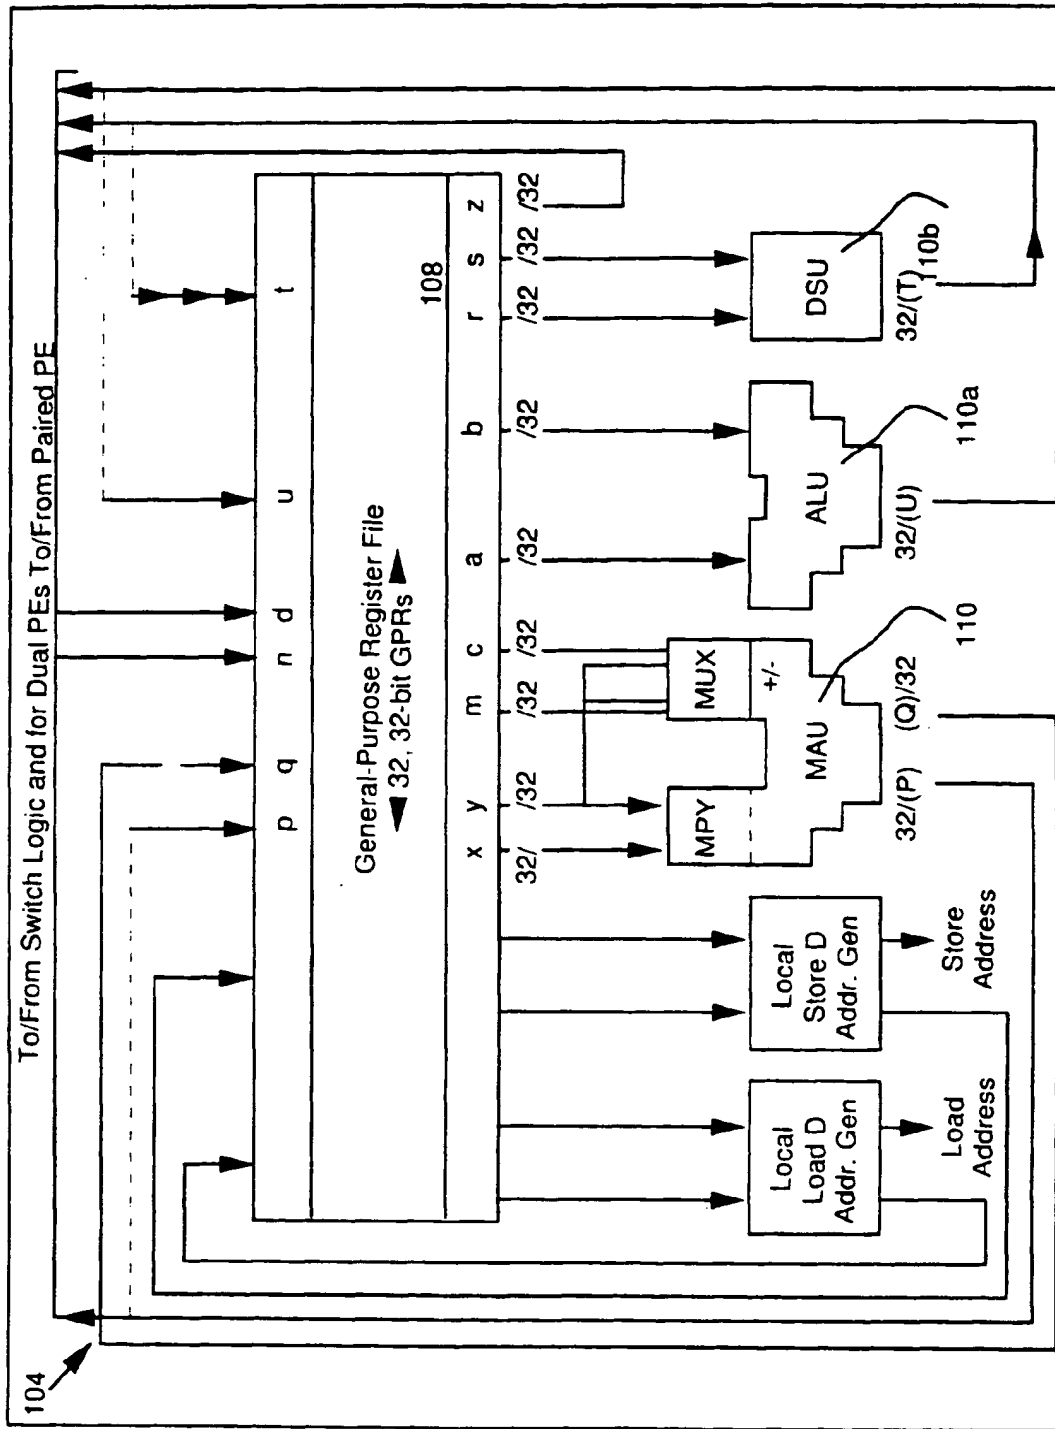 104
To/From Switch Logic and for Dual PEs To/From Paired PE
p q n d u t
General-Purpose Register File
32, 32-bit GPRs
108
x y m c a b r s z
32/ /32 /32 /32 /32 /32 /32 /32 /32
Local
Load D
Addr. Gen
Local
Store D
Addr. Gen
MPY
MUX
+/-
MAU
ALU
DSU
Load
Address
Store
Address
32/(P)
(Q)/32
32/(U)
32/(T)
110
110a
110b